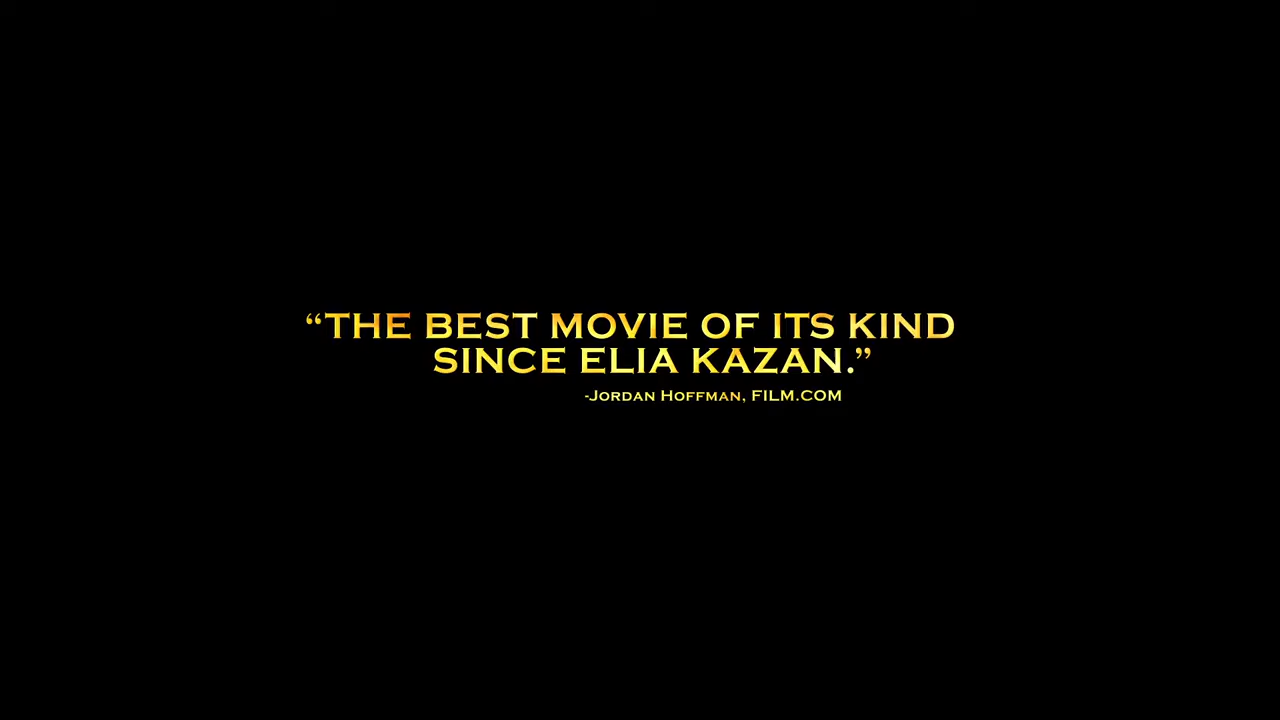 “THE BEST MOVIE OF ITS KIND
SINCE ELIA KAZAN.”
-Jordan Hoffman, FILM.COM